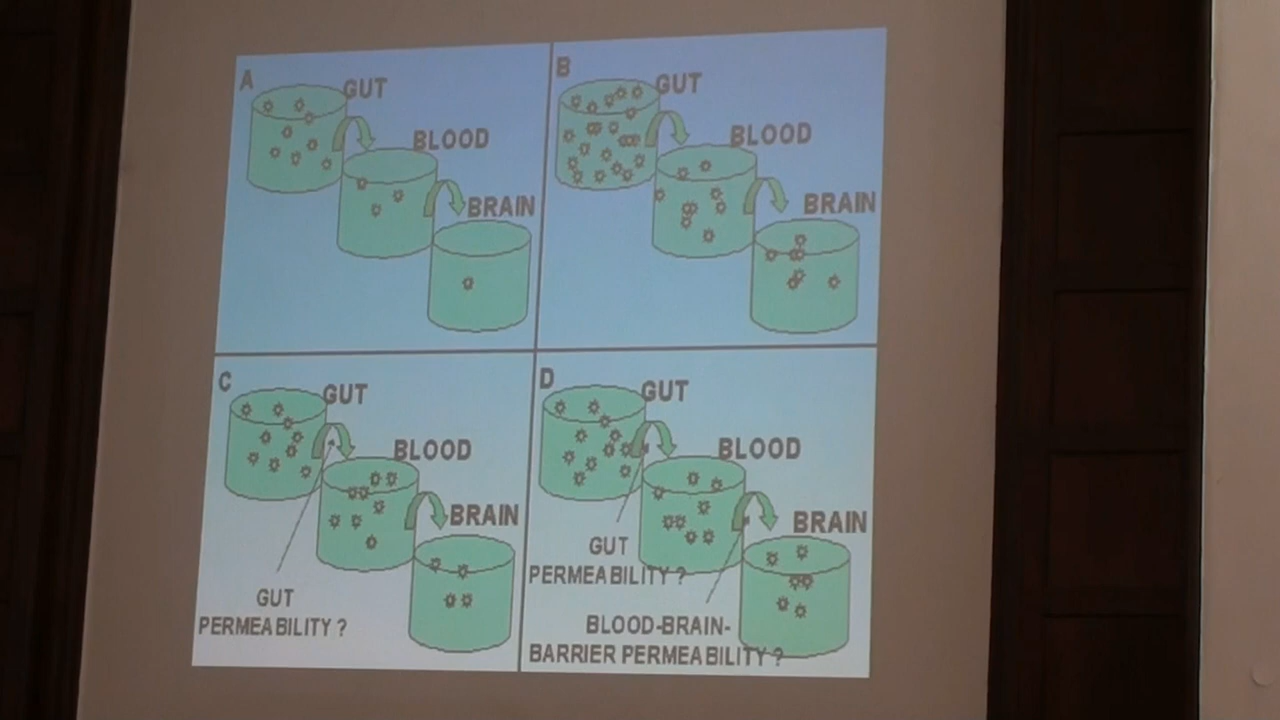 A
GUT
BLOOD
BRAIN
B
GUT
BLOOD
BRAIN
C
GUT
BLOOD
BRAIN
GUT
PERMEABILITY ?
D
GUT
BLOOD
BRAIN
GUT
PERMEABILITY ?
BLOOD-BRAIN-
BARRIER PERMEABILITY ?